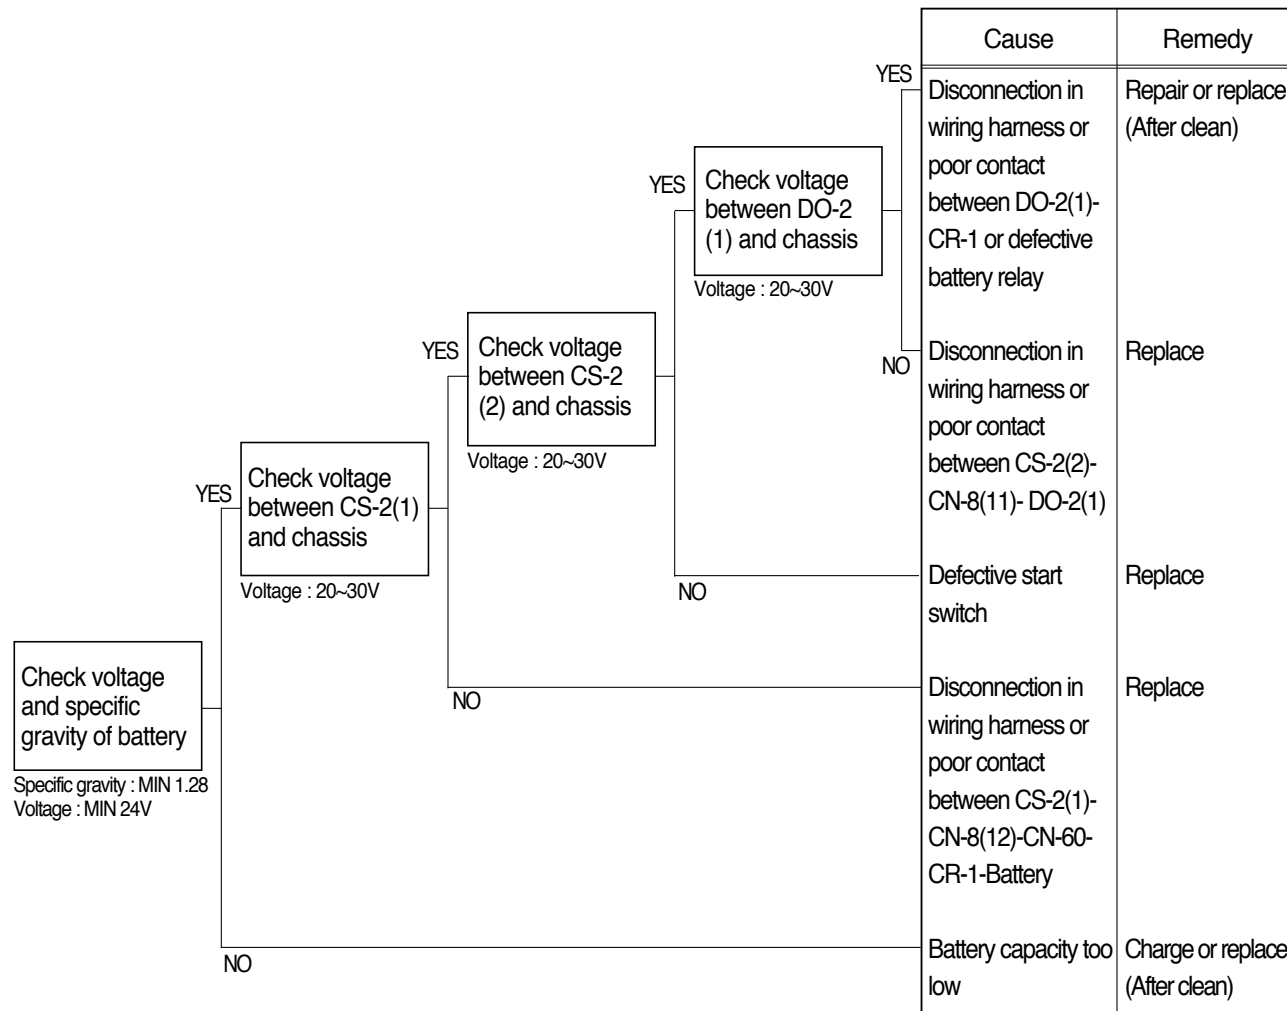 Cause
Remedy
YES
Disconnection in
wiring harness or
poor contact
between DO-2(1)-
CR-1 or defective
battery relay
Repair or replace
(After clean)
YES
Check voltage
between DO-2
(1) and chassis
Voltage : 20~30V
NO
Disconnection in
wiring harness or
poor contact
between CS-2(2)-
CN-8(11)- DO-2(1)
Replace
YES
Check voltage
between CS-2
(2) and chassis
Voltage : 20~30V
NO
Defective start
switch
Replace
YES
Check voltage
between CS-2(1)
and chassis
Voltage : 20~30V
NO
Disconnection in
wiring harness or
poor contact
between CS-2(1)-
CN-8(12)-CN-60-
CR-1-Battery
Replace
Check voltage
and specific
gravity of battery
Specific gravity : MIN 1.28
Voltage : MIN 24V
NO
Battery capacity too
low
Charge or replace
(After clean)